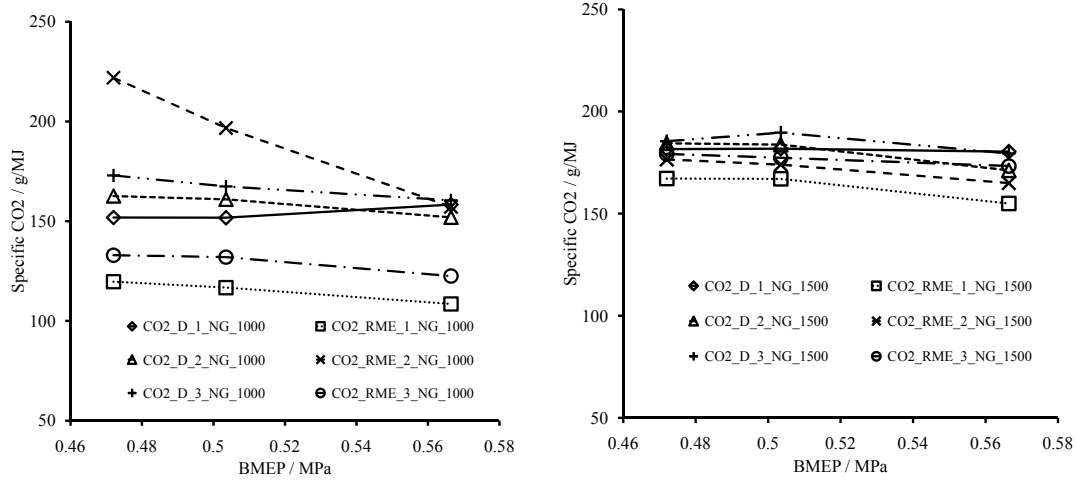 250
200
150
100
50
Specific CO2 / g/MJ
CO2_D_1_NG_1000
CO2_RME_1_NG_1000
CO2_D_2_NG_1000
CO2_RME_2_NG_1000
CO2_D_3_NG_1000
CO2_RME_3_NG_1000
0.46 0.48 0.5 0.52 0.54 0.56 0.58
BMEP / MPa
250
200
150
100
50
Specific CO2 / g/MJ
CO2_D_1_NG_1500
CO2_RME_1_NG_1500
CO2_D_2_NG_1500
CO2_RME_2_NG_1500
CO2_D_3_NG_1500
CO2_RME_3_NG_1500
0.46 0.48 0.5 0.52 0.54 0.56 0.58
BMEP / MPa